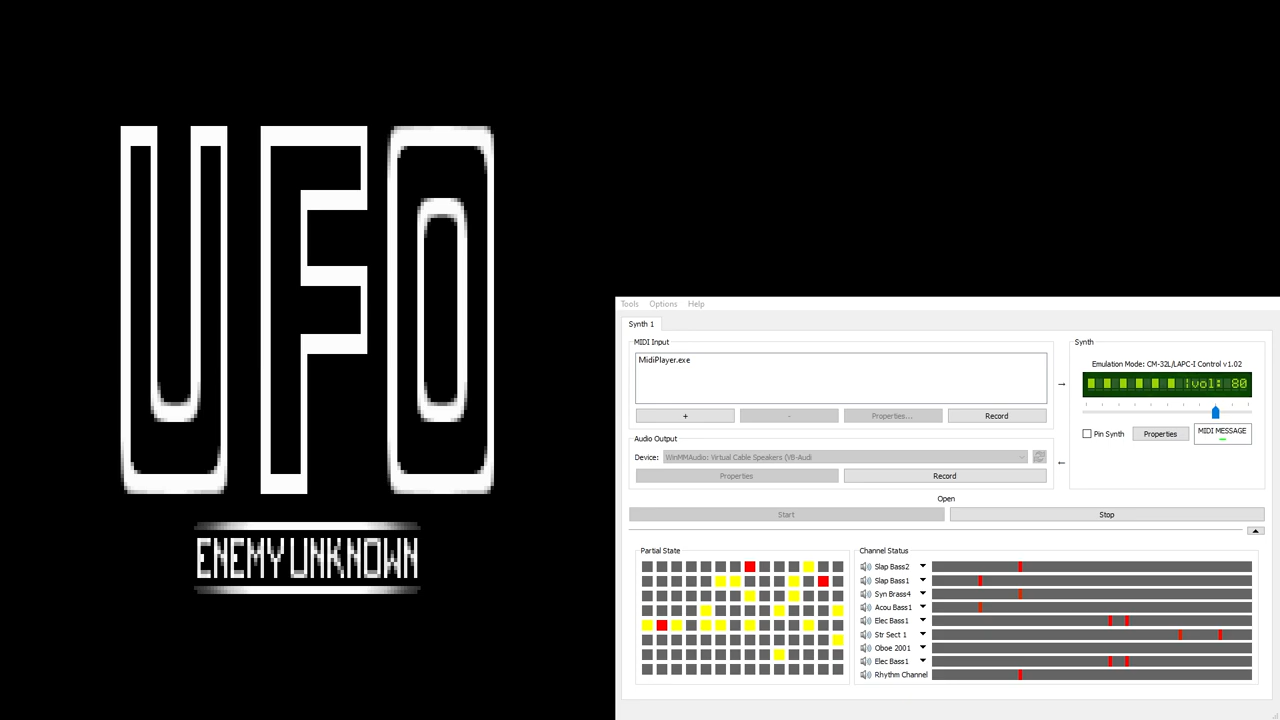 UFO
ENEMY UNKNOWN
Tools Options Help
Synth 1
MIDI Input
MidiPlayer.exe
+ - Properties... Record
Audio Output
Device: WinMMAudio: Virtual Cable Speakers (VB-Audi
Properties Record
Synth
Emulation Mode: CM-32L/LAPC-I Control v1.02
|vol: 80
Pin Synth Properties MIDI MESSAGE
Open
Start Stop
Partial State
Channel Status
Slap Bass2
Slap Bass1
Syn Brass4
Acou Bass1
Elec Bass1
Str Sect 1
Oboe 2001
Elec Bass1
Rhythm Channel